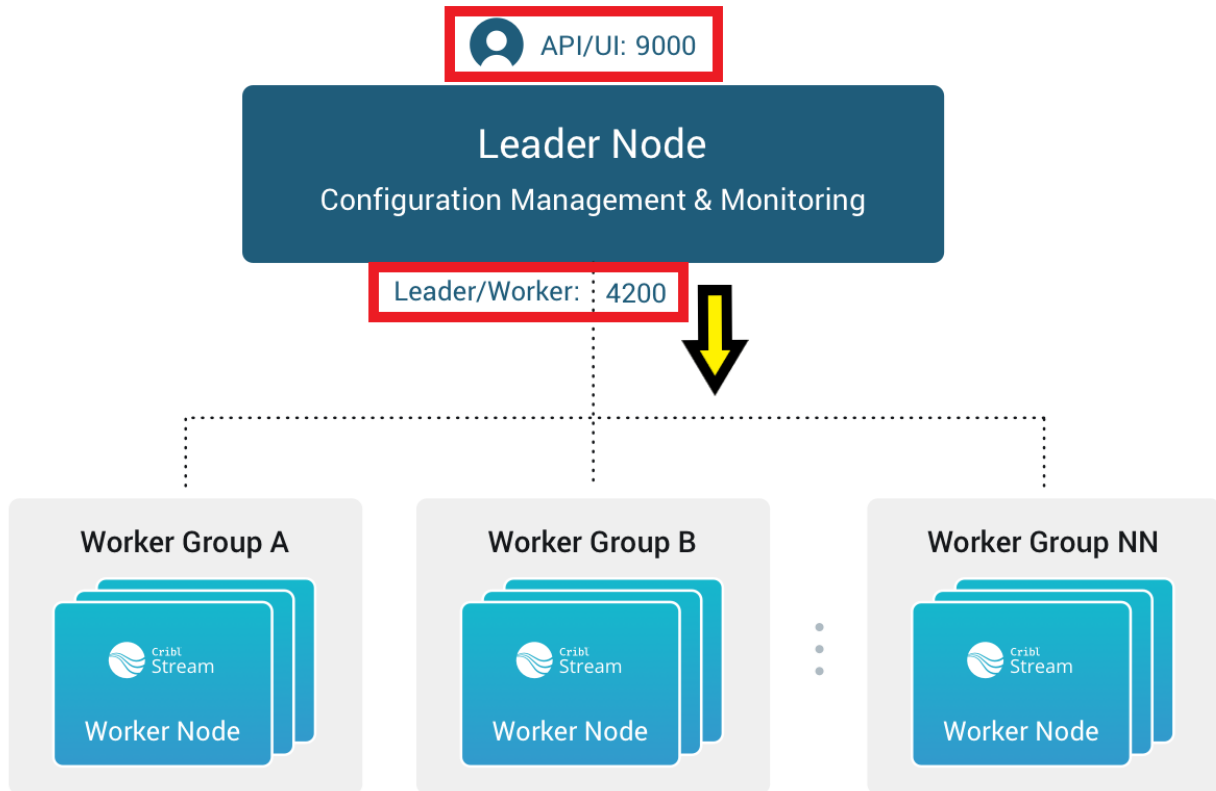 API/UI: 9000
Leader Node
Configuration Management & Monitoring
Leader/Worker: 4200
Worker Group A
Worker Group B
Worker Group NN
Cribl
Stream
Worker Node
Cribl
Stream
Worker Node
Cribl
Stream
Worker Node